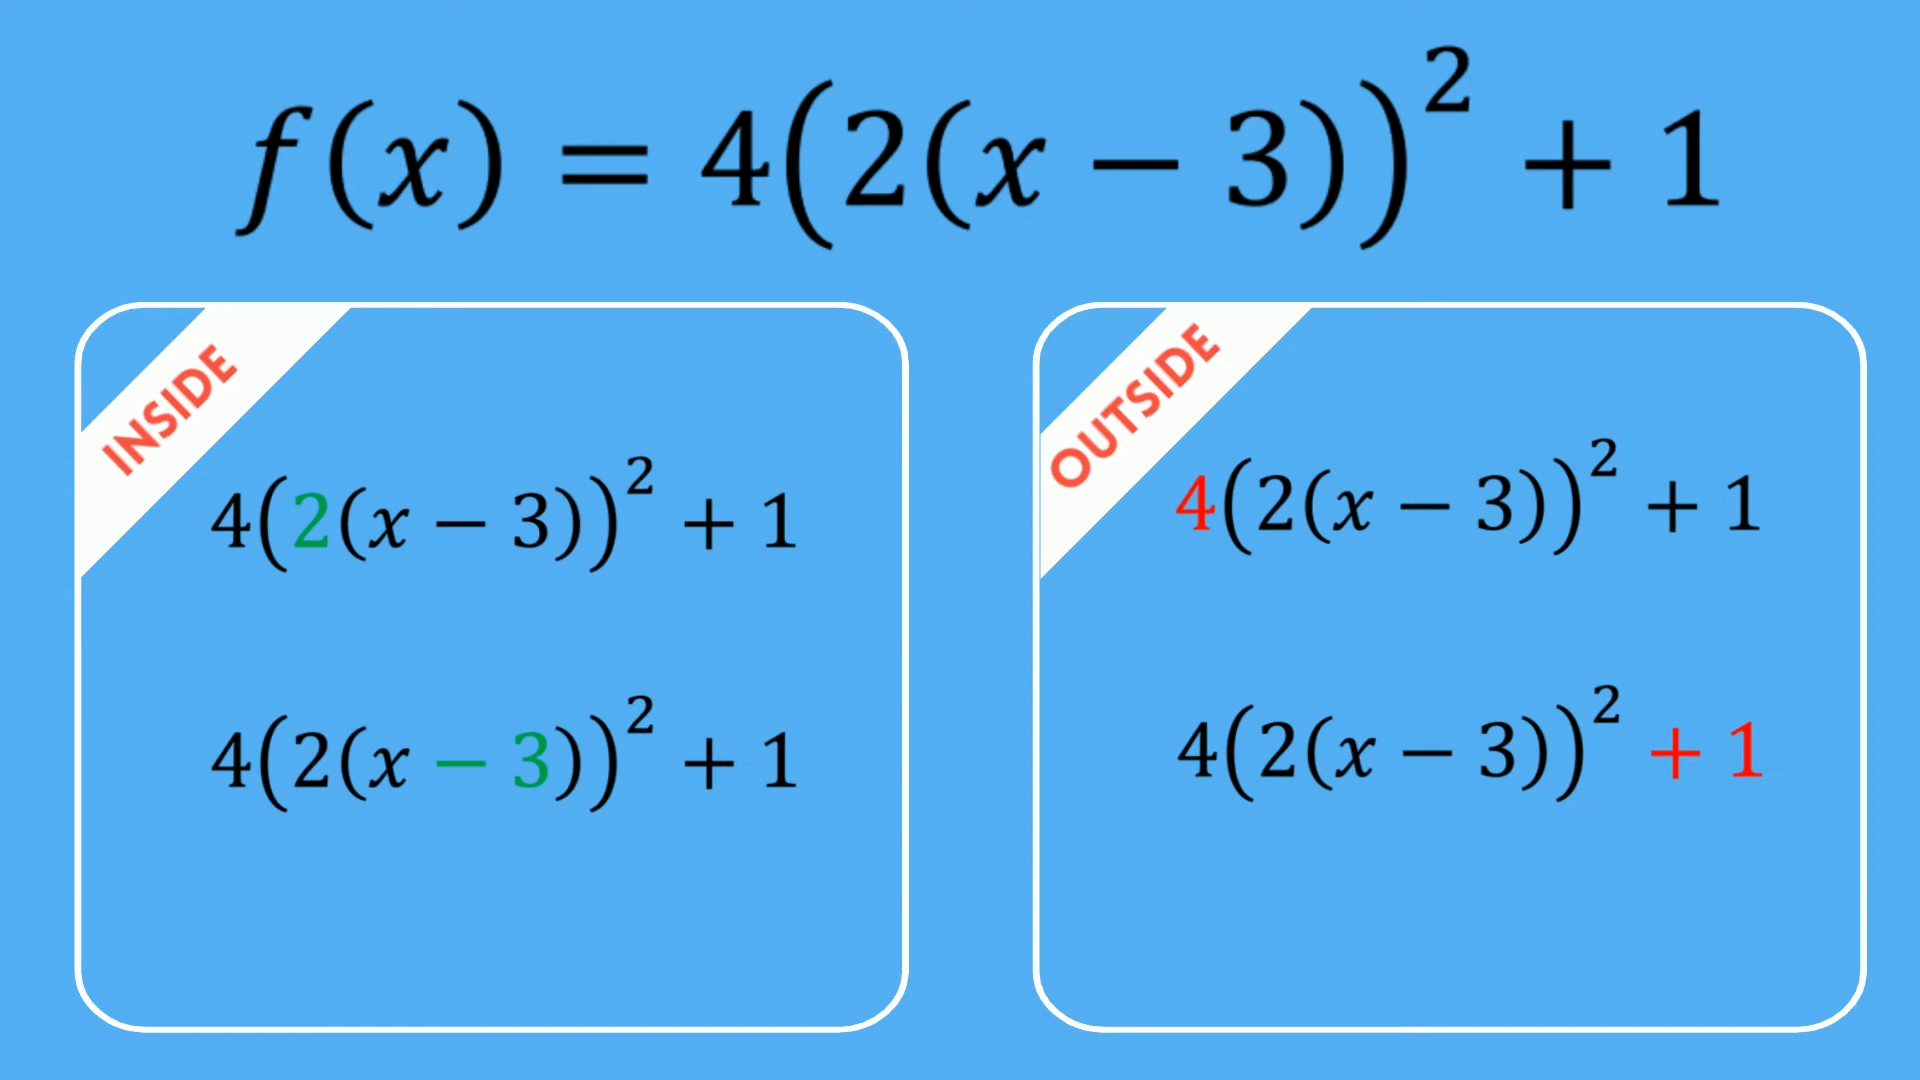 f(x) = 4(2(x − 3))² + 1
INSIDE
4(2(x − 3))² + 1
4(2(x − 3))² + 1
OUTSIDE
4(2(x − 3))² + 1
4(2(x − 3))² + 1